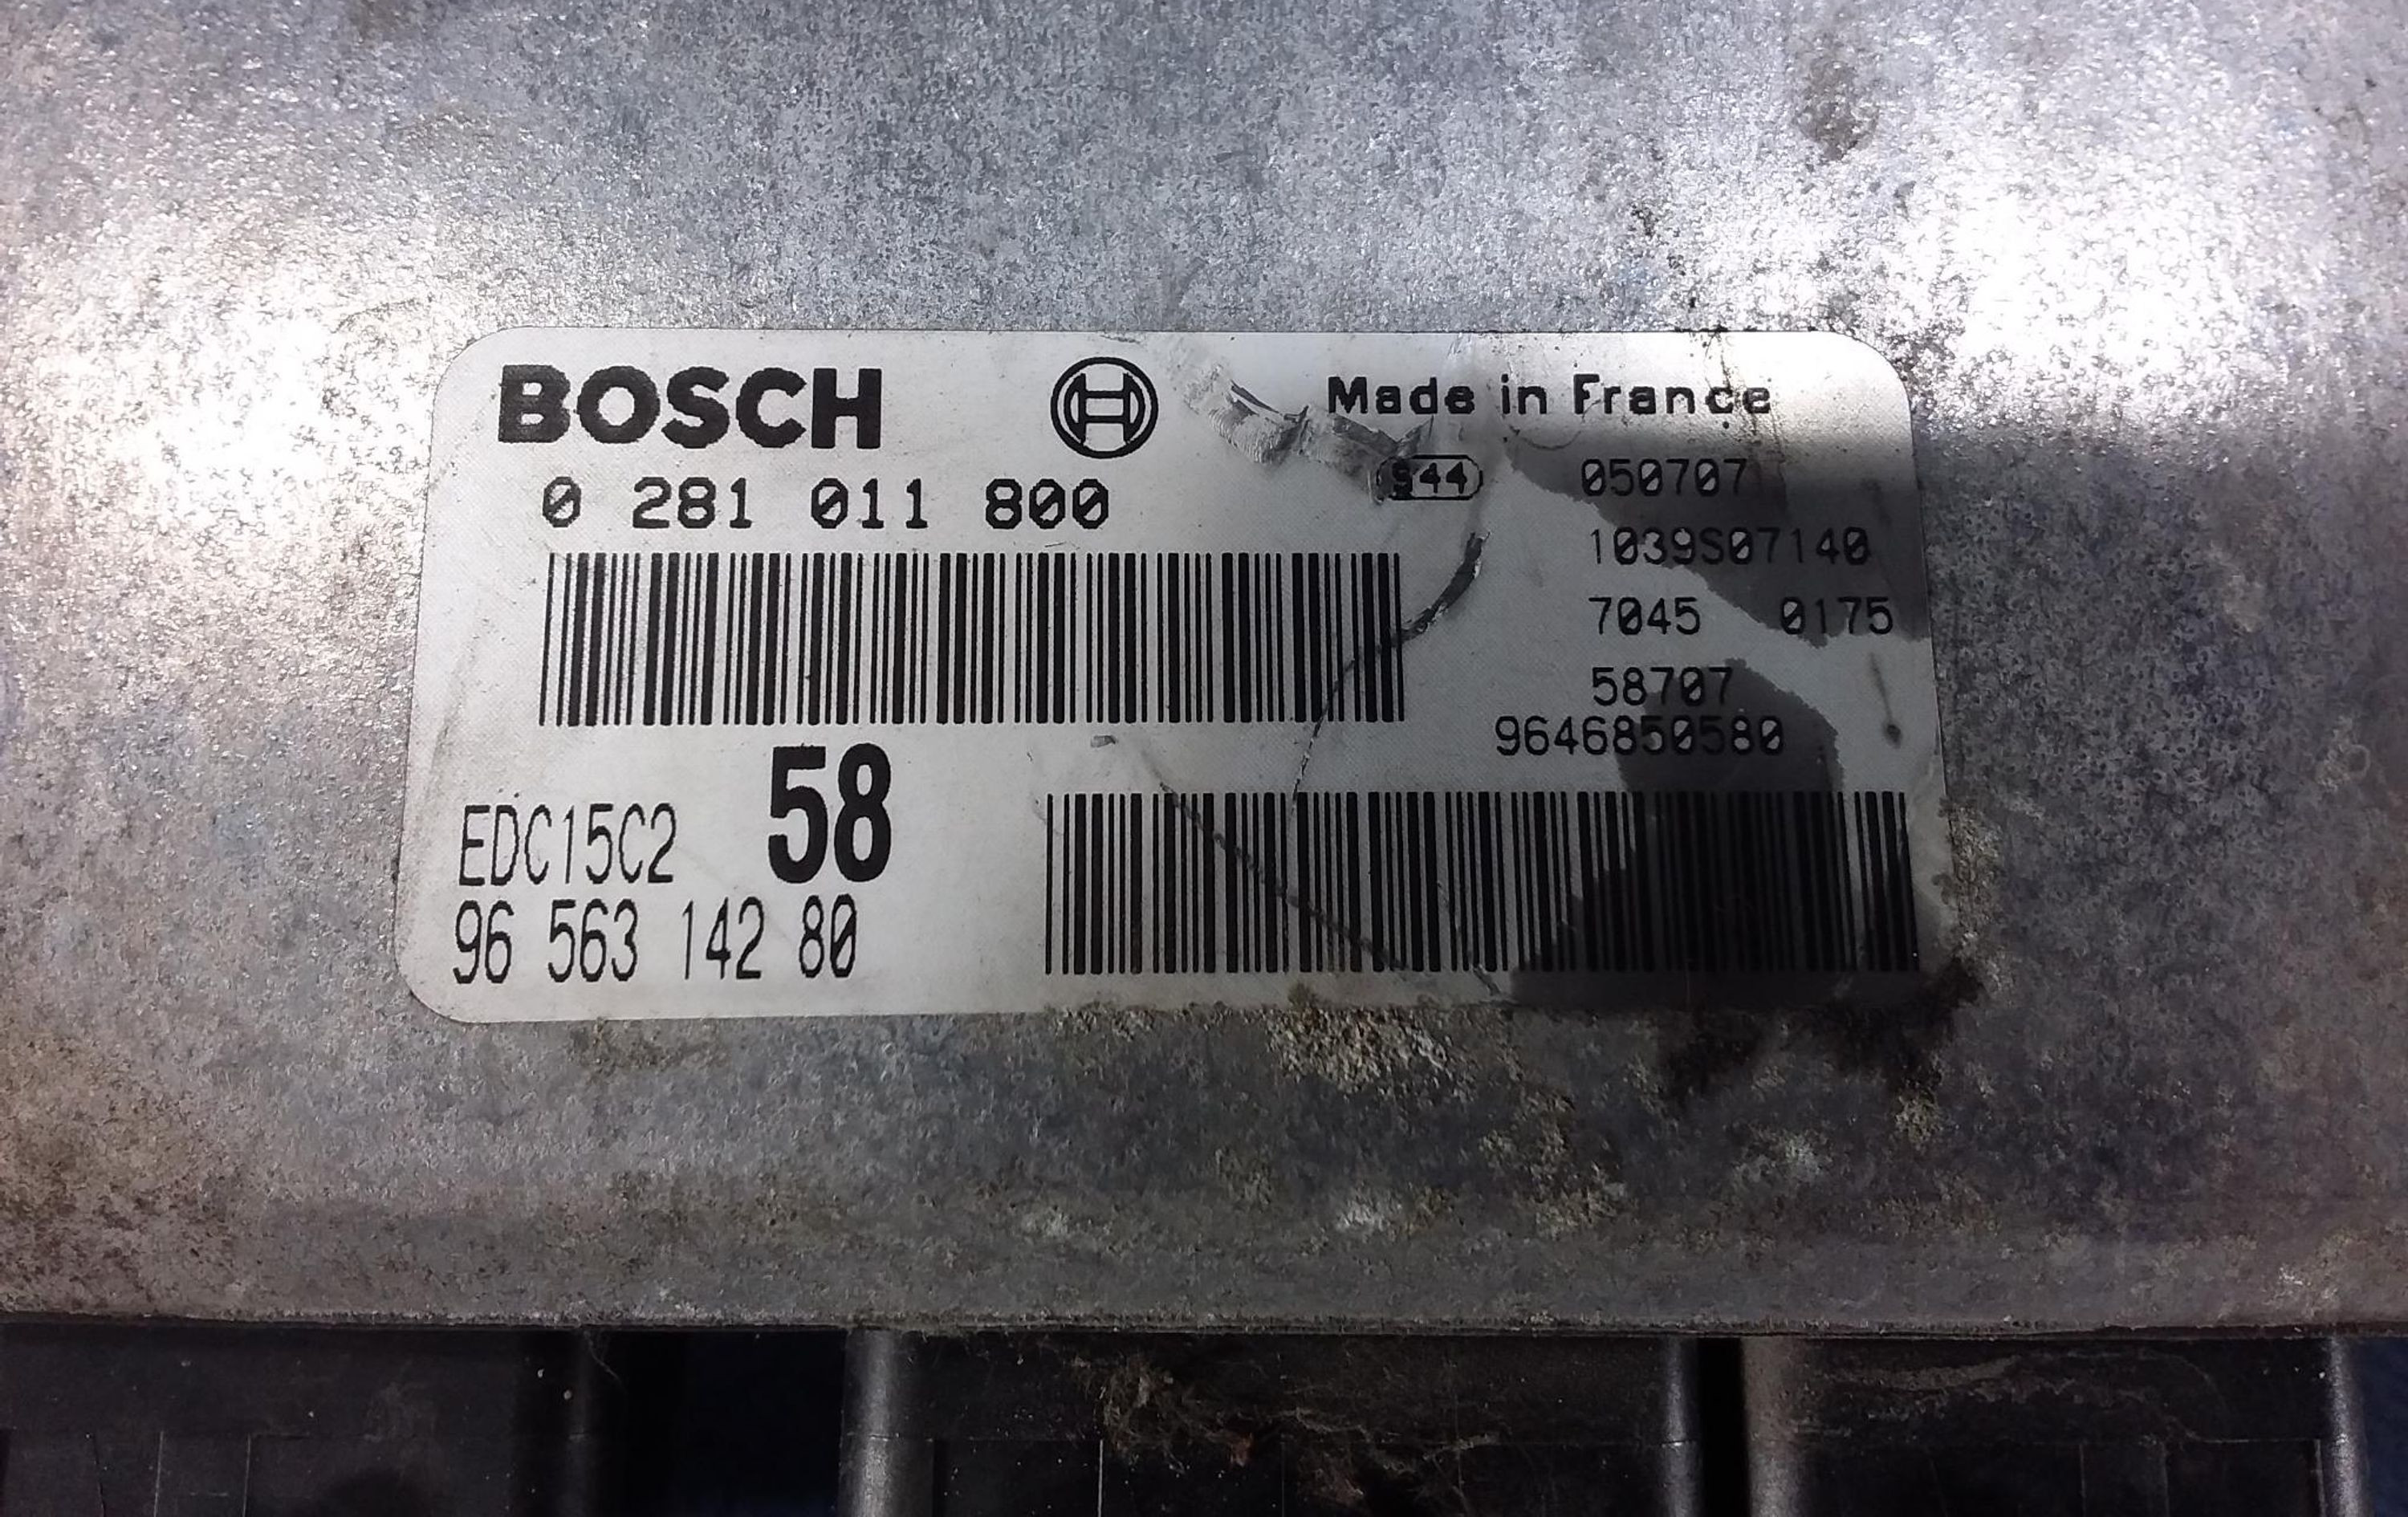 BOSCH
Made in France
0 281 011 800
S44
050707
1039S07140
7045 0175
58707
9646850580
EDC15C2 58
96 563 142 80